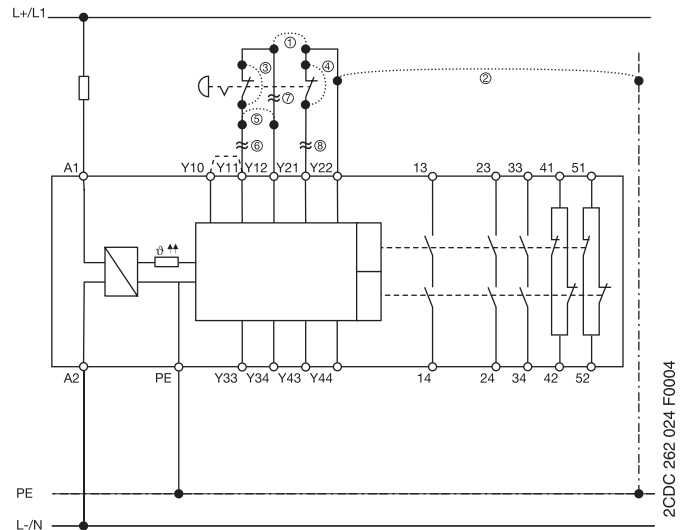 L+/L1
①
③
④
②
⑦
⑤
⑥
⑧
A1
Y10
Y11
Y12
Y21
Y22
13
23
33
41
51
ϑ
A2
PE
Y33
Y34
Y43
Y44
14
24
34
42
52
PE
L-/N
2CDC 262 024 F0004